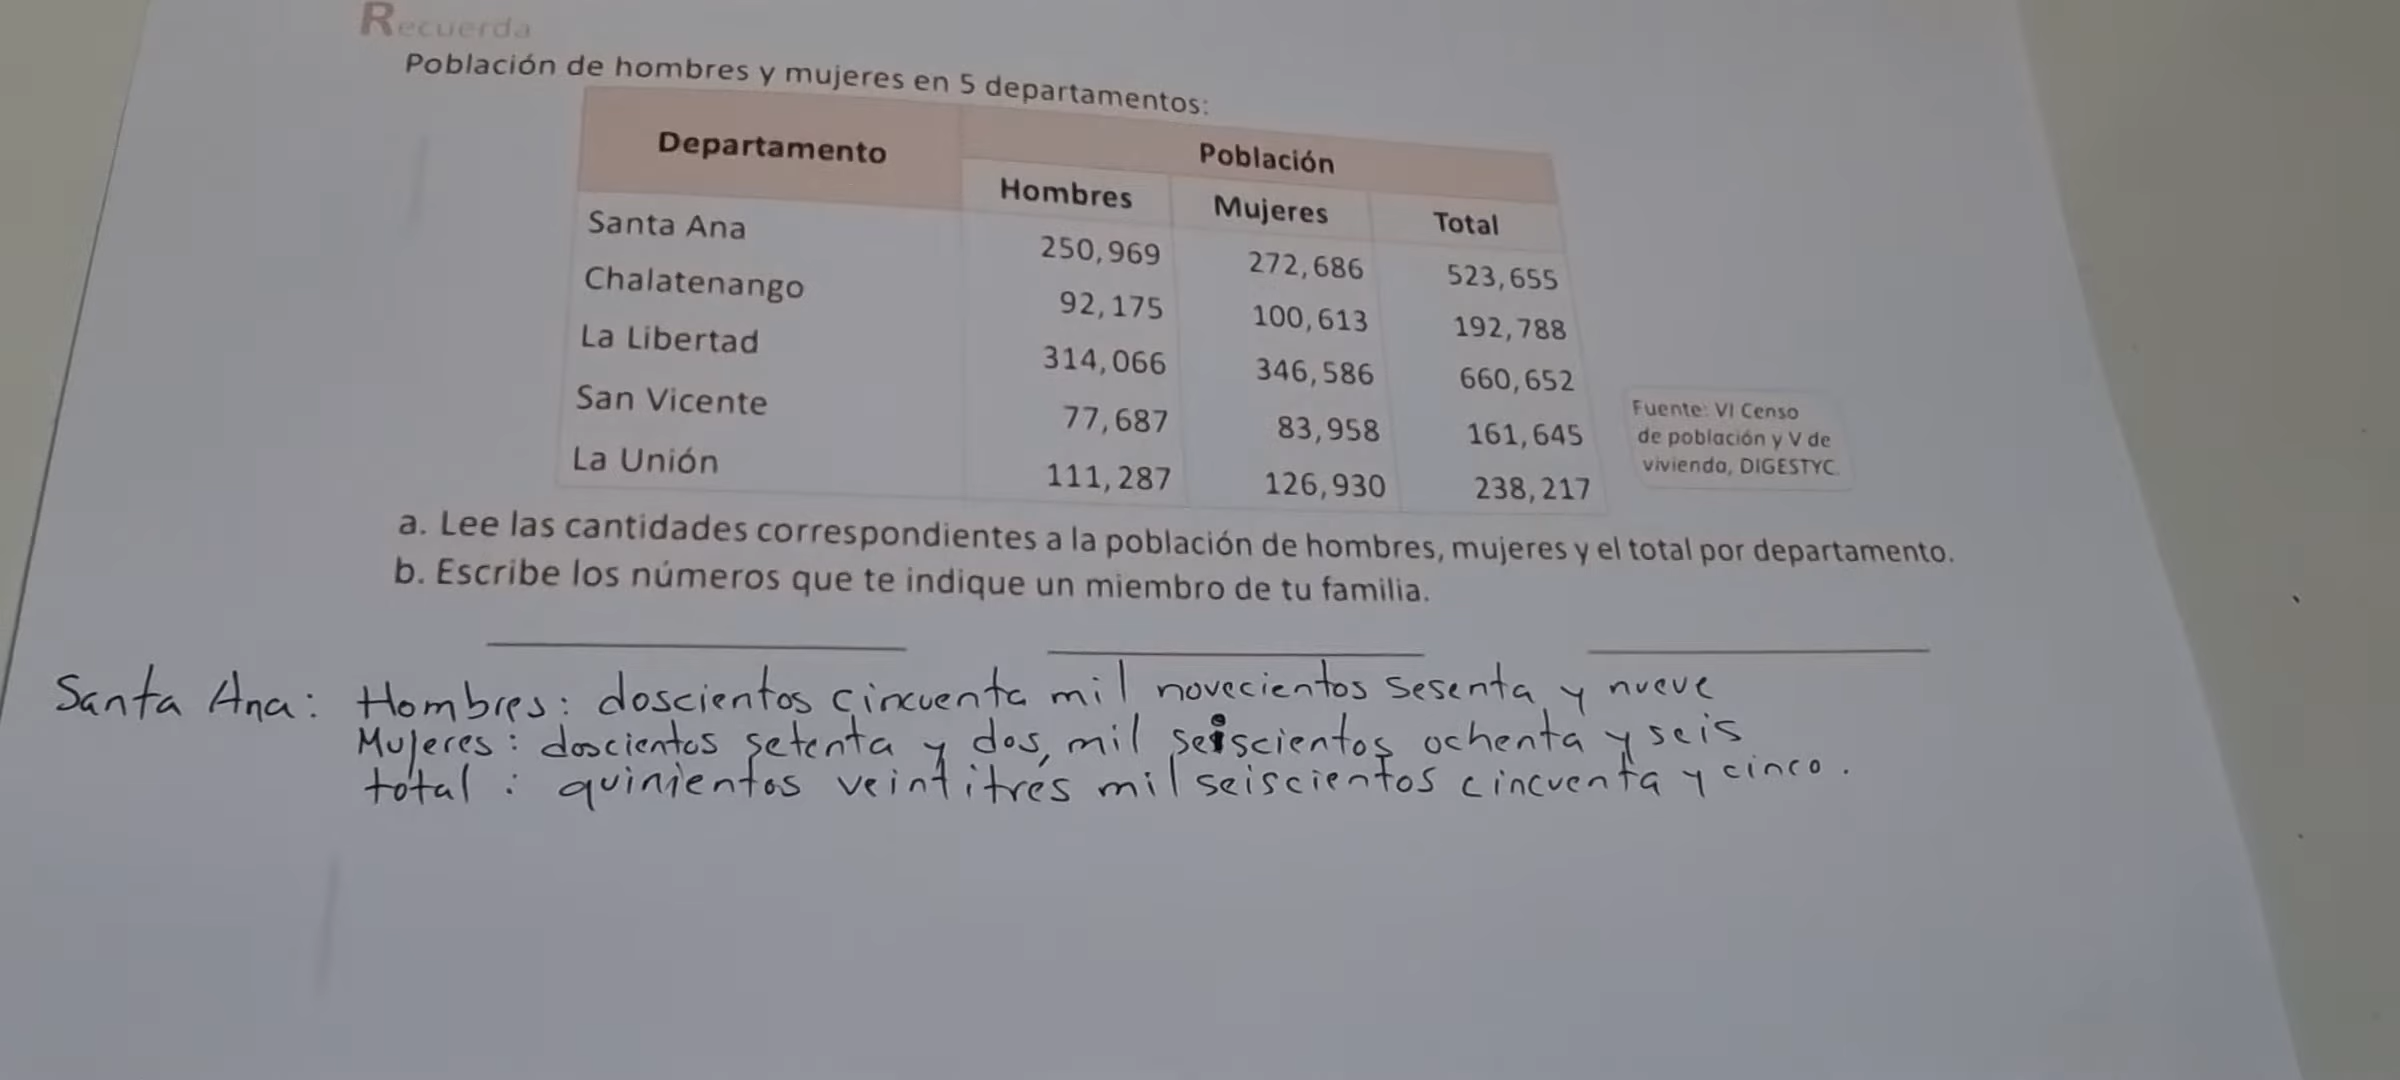 Recuerda
Población de hombres y mujeres en 5 departamentos:
Departamento Población
Hombres Mujeres Total
Santa Ana 250,969 272,686 523,655
Chalatenango 92,175 100,613 192,788
La Libertad 314,066 346,586 660,652
San Vicente 77,687 83,958 161,645
La Unión 111,287 126,930 238,217
Fuente: VI Censo
de población y V de
vivienda, DIGESTYC.
a. Lee las cantidades correspondientes a la población de hombres, mujeres y el total por departamento.
b. Escribe los números que te indique un miembro de tu familia.
Santa Ana: Hombres: doscientos cincuenta mil novecientos sesenta y nueve
Mujeres: doscientos setenta y dos mil seiscientos ochenta y seis
total: quinientos veintitrés mil seiscientos cincuenta y cinco.